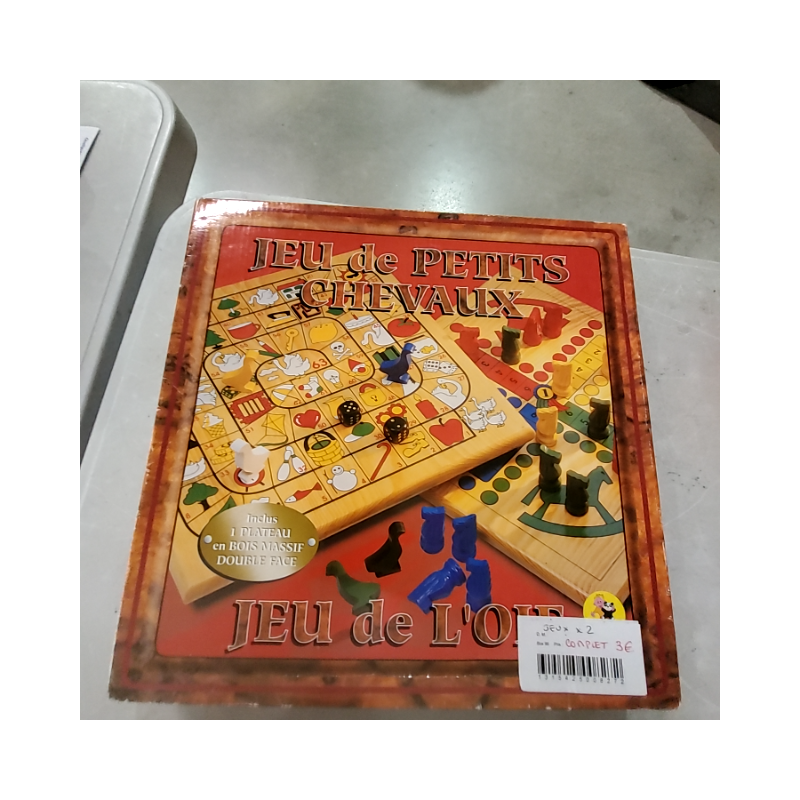 JEU de PETITS
CHEVAUX
63
Inclus
1 PLATEAU
en BOIS MASSIF
DOUBLE FACE
JEU de L'OIE
JEUX x 2
COMPLET 3€